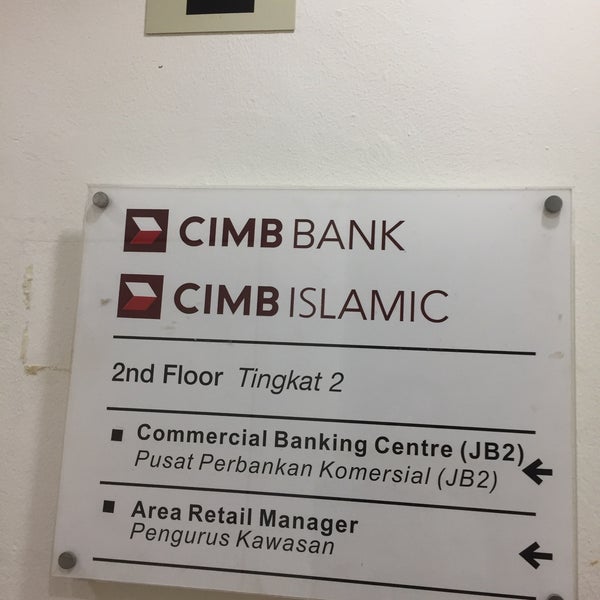 CIMB BANK
CIMB ISLAMIC
2nd Floor Tingkat 2
Commercial Banking Centre (JB2)
Pusat Perbankan Komersial (JB2)
Area Retail Manager
Pengurus Kawasan